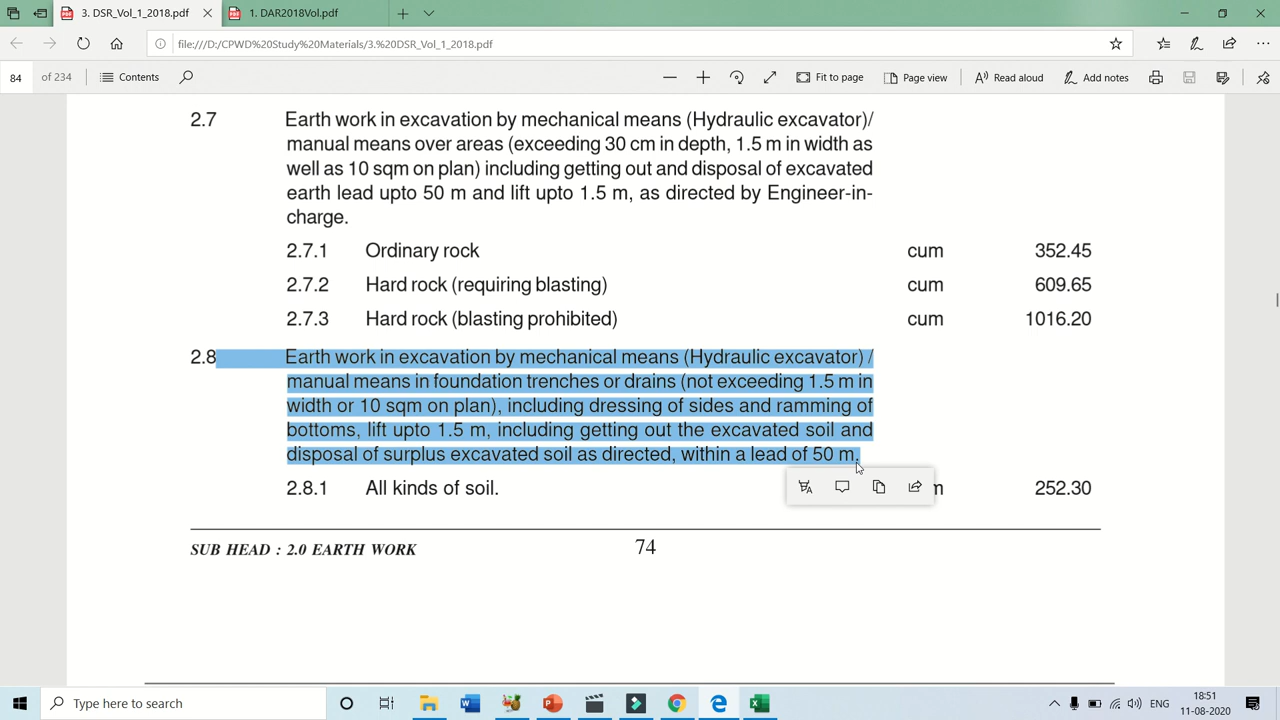 3. DSR_Vol_1_2018.pdf
1. DAR2018Vol.pdf
file:///D:/CPWD%20Study%20Materials/3.%20DSR_Vol_1_2018.pdf
84 of 234 Contents Fit to page Page view Read aloud Add notes
2.7 Earth work in excavation by mechanical means (Hydraulic excavator)/
manual means over areas (exceeding 30 cm in depth, 1.5 m in width as
well as 10 sqm on plan) including getting out and disposal of excavated
earth lead upto 50 m and lift upto 1.5 m, as directed by Engineer-in-
charge.
2.7.1 Ordinary rock cum 352.45
2.7.2 Hard rock (requiring blasting) cum 609.65
2.7.3 Hard rock (blasting prohibited) cum 1016.20
2.8 Earth work in excavation by mechanical means (Hydraulic excavator) /
manual means in foundation trenches or drains (not exceeding 1.5 m in
width or 10 sqm on plan), including dressing of sides and ramming of
bottoms, lift upto 1.5 m, including getting out the excavated soil and
disposal of surplus excavated soil as directed, within a lead of 50 m.
2.8.1 All kinds of soil. m 252.30
SUB HEAD : 2.0 EARTH WORK 74
Type here to search
ENG
18:51
11-08-2020